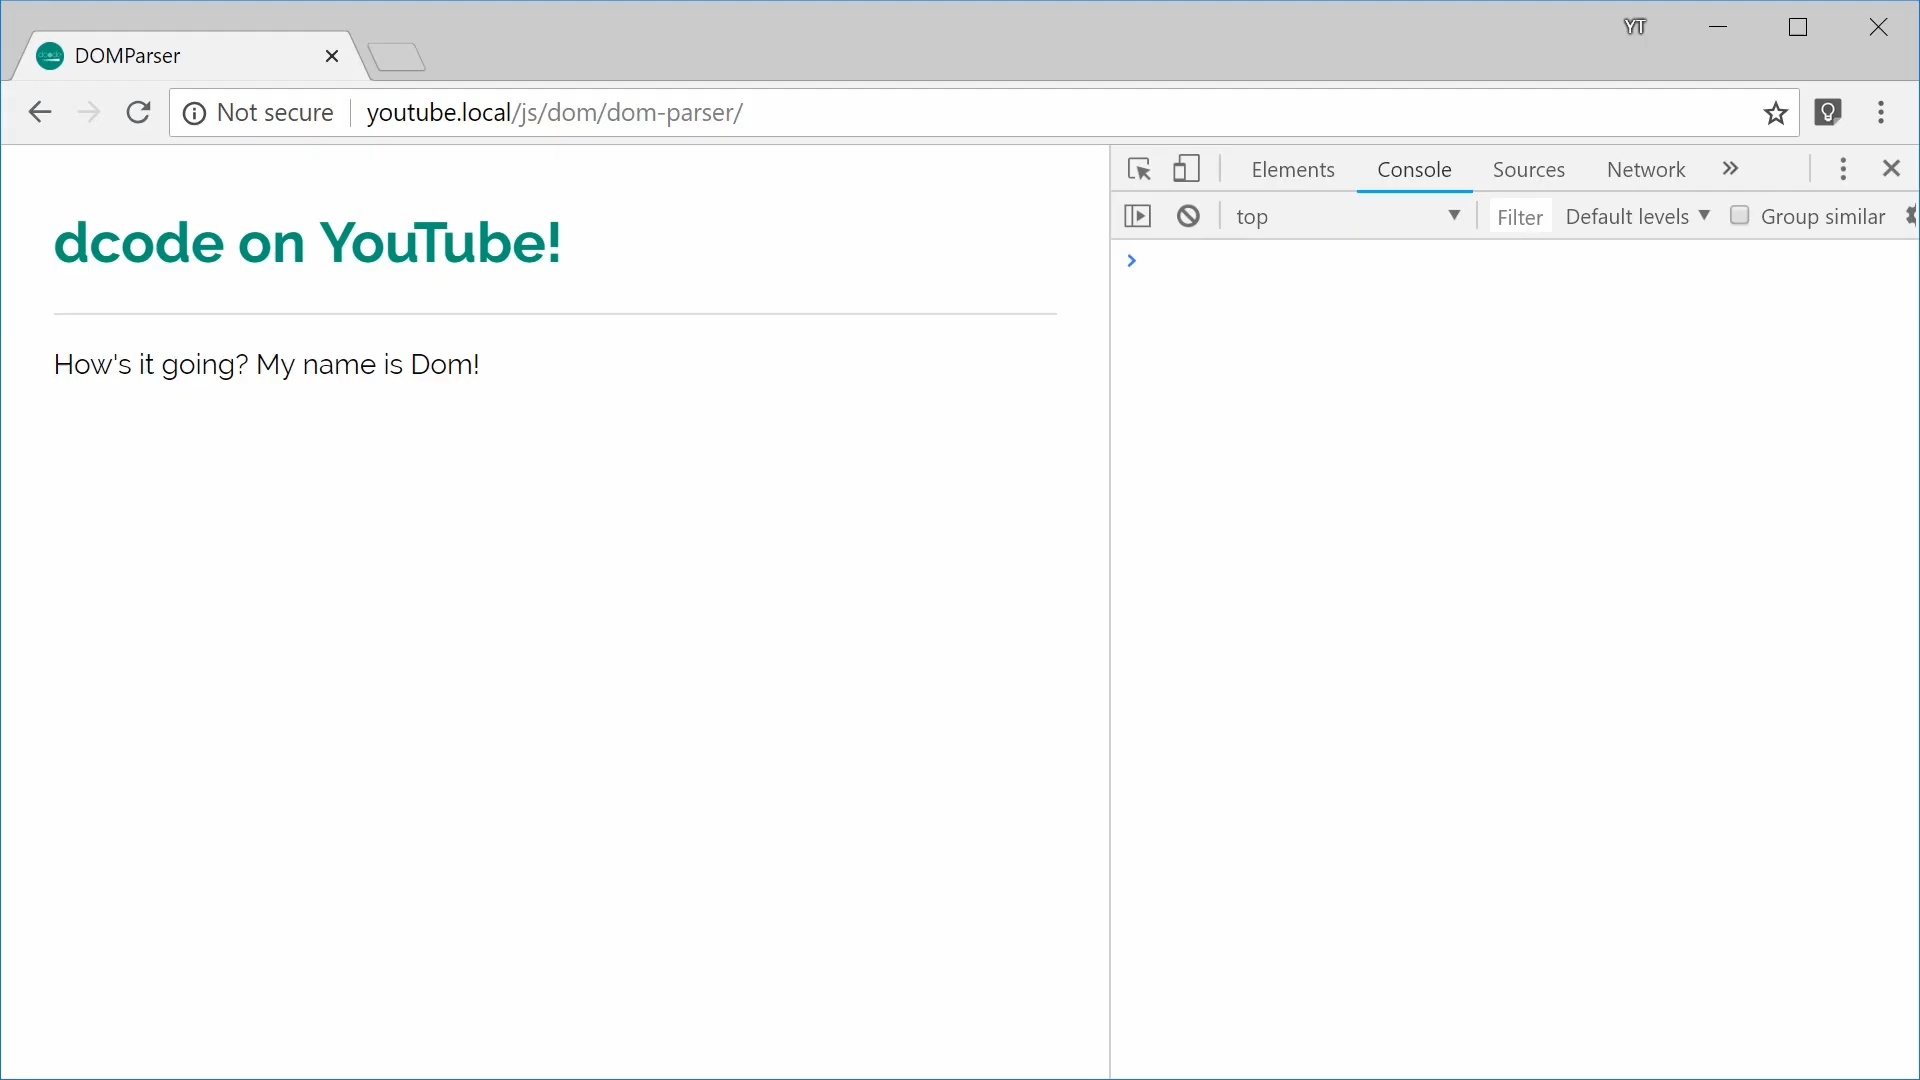 YT
DOMParser
Not secure
youtube.local/js/dom/dom-parser/
Elements Console Sources Network
top Filter Default levels Group similar
dcode on YouTube!
How's it going? My name is Dom!